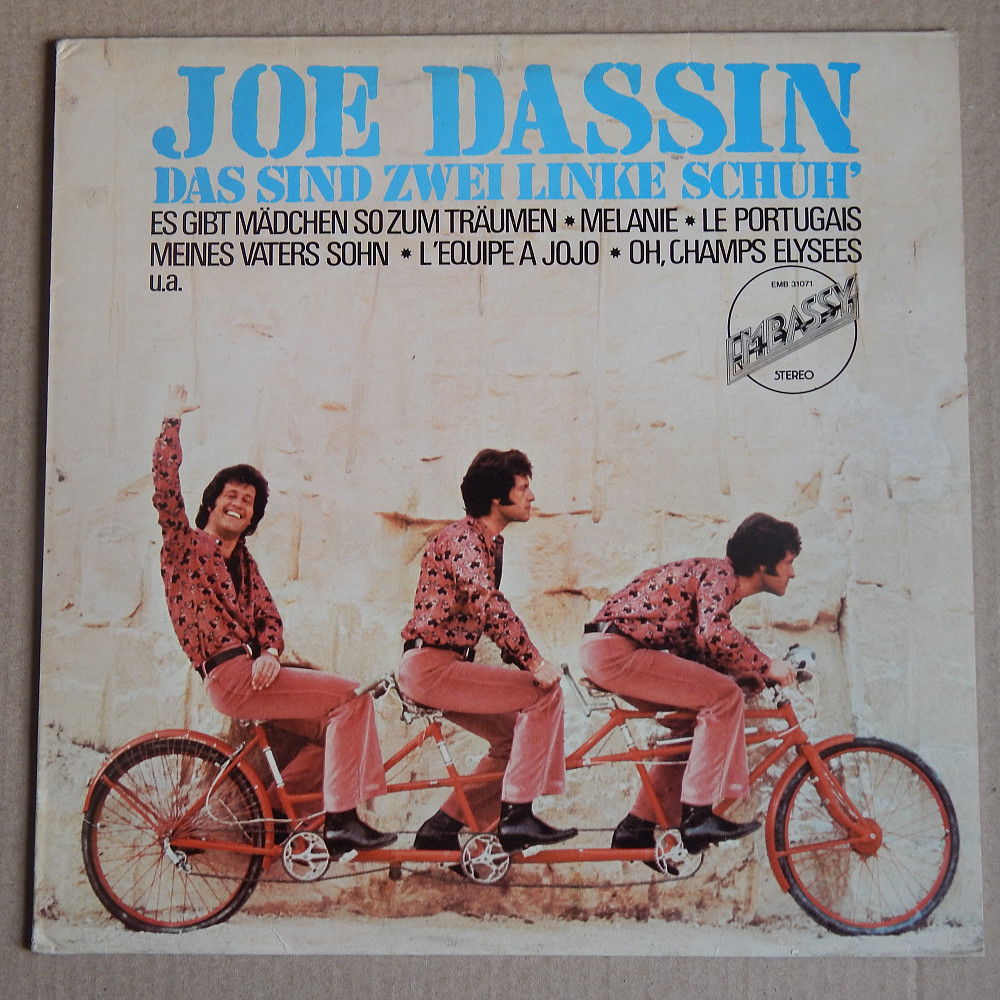 JOE DASSIN
DAS SIND ZWEI LINKE SCHUH'
ES GIBT MÄDCHEN SO ZUM TRÄUMEN * MELANIE * LE PORTUGAIS
MEINES VATERS SOHN * L'EQUIPE A JOJO * OH, CHAMPS ELYSEES
u.a.
EMB 31071
EMBASSY
STEREO